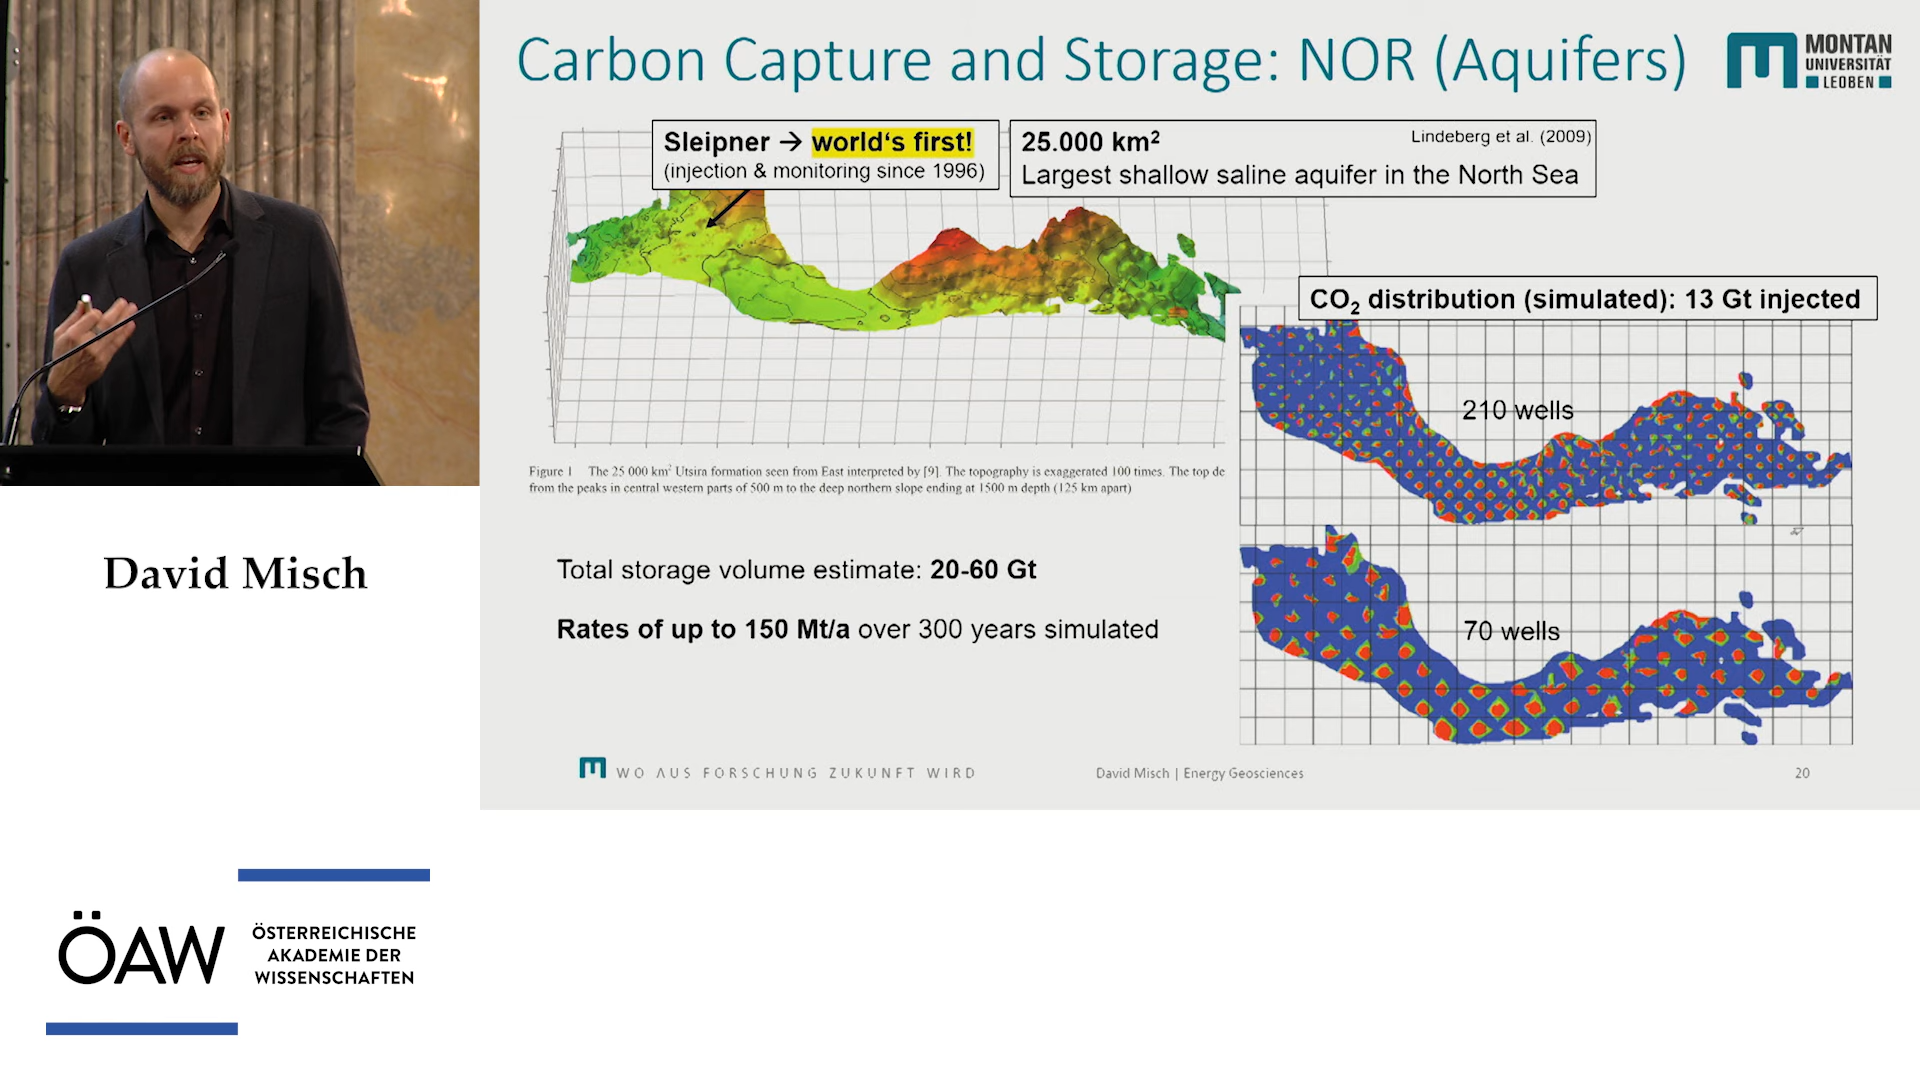 Carbon Capture and Storage: NOR (Aquifers)
MONTAN
UNIVERSITÄT
LEOBEN
Sleipner → world's first!
(injection & monitoring since 1996)
25.000 km²
Lindeberg et al. (2009)
Largest shallow saline aquifer in the North Sea
CO₂ distribution (simulated): 13 Gt injected
210 wells
70 wells
Figure 1 The 25 000 km² Utsira formation seen from East interpreted by [9]. The topography is exaggerated 100 times. The top de
from the peaks in central western parts of 500 m to the deep northern slope ending at 1500 m depth (125 km apart)
Total storage volume estimate: 20-60 Gt
Rates of up to 150 Mt/a over 300 years simulated
WO AUS FORSCHUNG ZUKUNFT WIRD
David Misch | Energy Geosciences
20
David Misch
ÖAW
ÖSTERREICHISCHE
AKADEMIE DER
WISSENSCHAFTEN